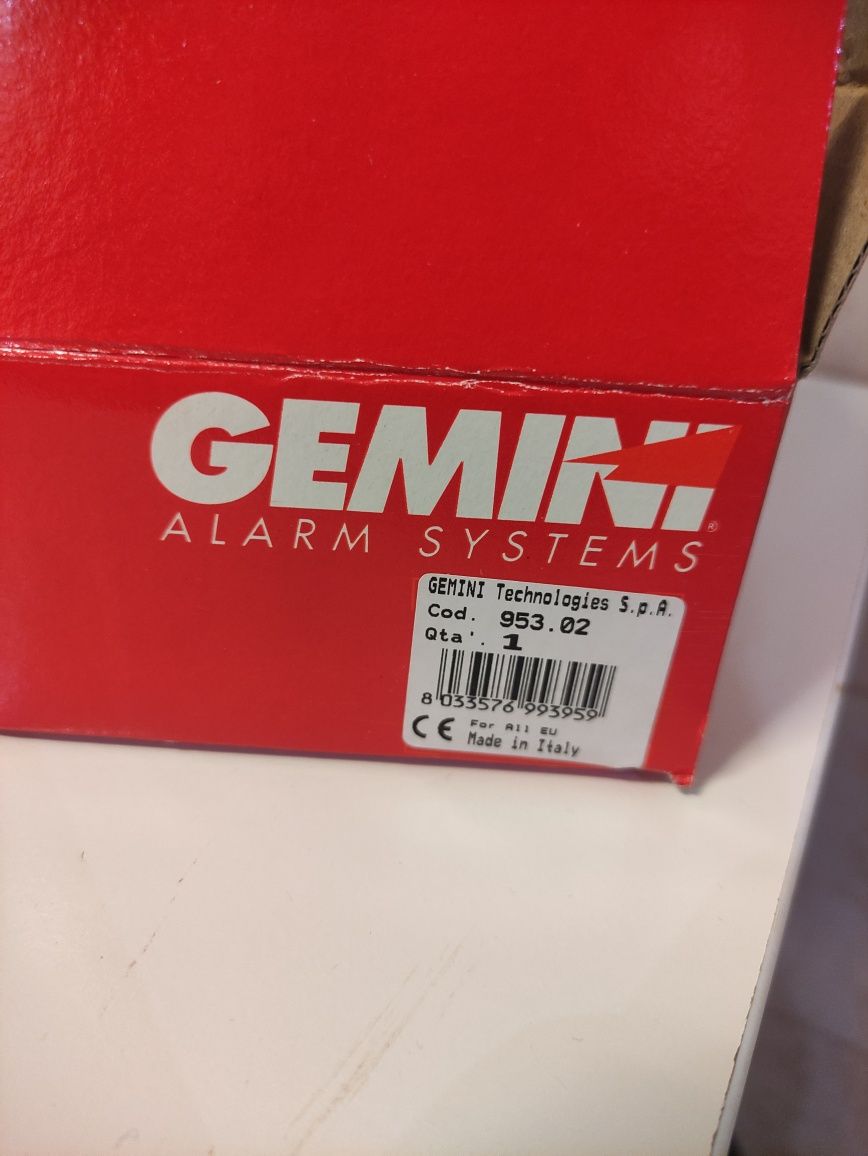 GEMINI
ALARM SYSTEMS
®
GEMINI Technologies S.p.A.
Cod. 953.02
Qta'. 1
8 033576 993959
CE For All EU
Made in Italy